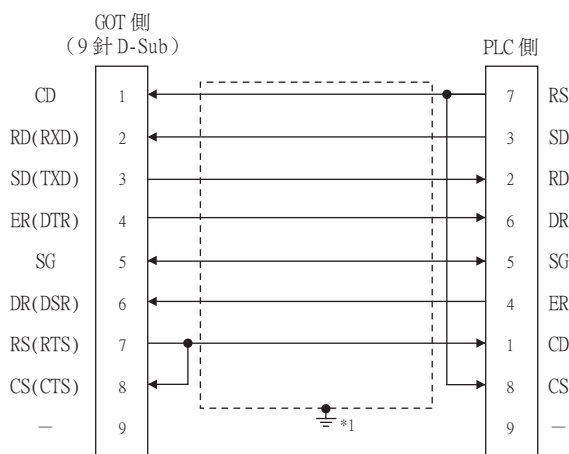 GOT 側
(9 針 D-Sub)
PLC 側
CD 1 7 RS
RD(RXD) 2 3 SD
SD(TXD) 3 2 RD
ER(DTR) 4 6 DR
SG 5 5 SG
DR(DSR) 6 4 ER
RS(RTS) 7 1 CD
CS(CTS) 8 8 CS
— 9 9 —
*1